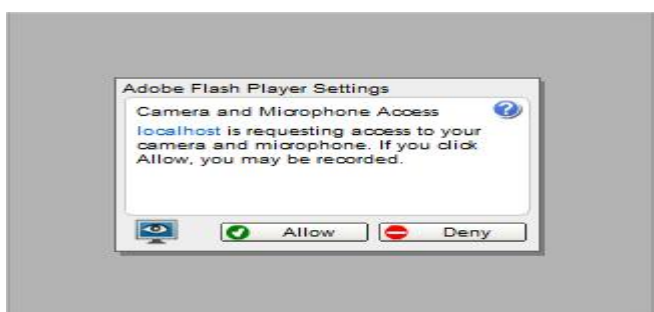 Adobe Flash Player Settings
Camera and Microphone Access
localhost is requesting access to your
camera and microphone. If you click
Allow, you may be recorded.
Allow
Deny